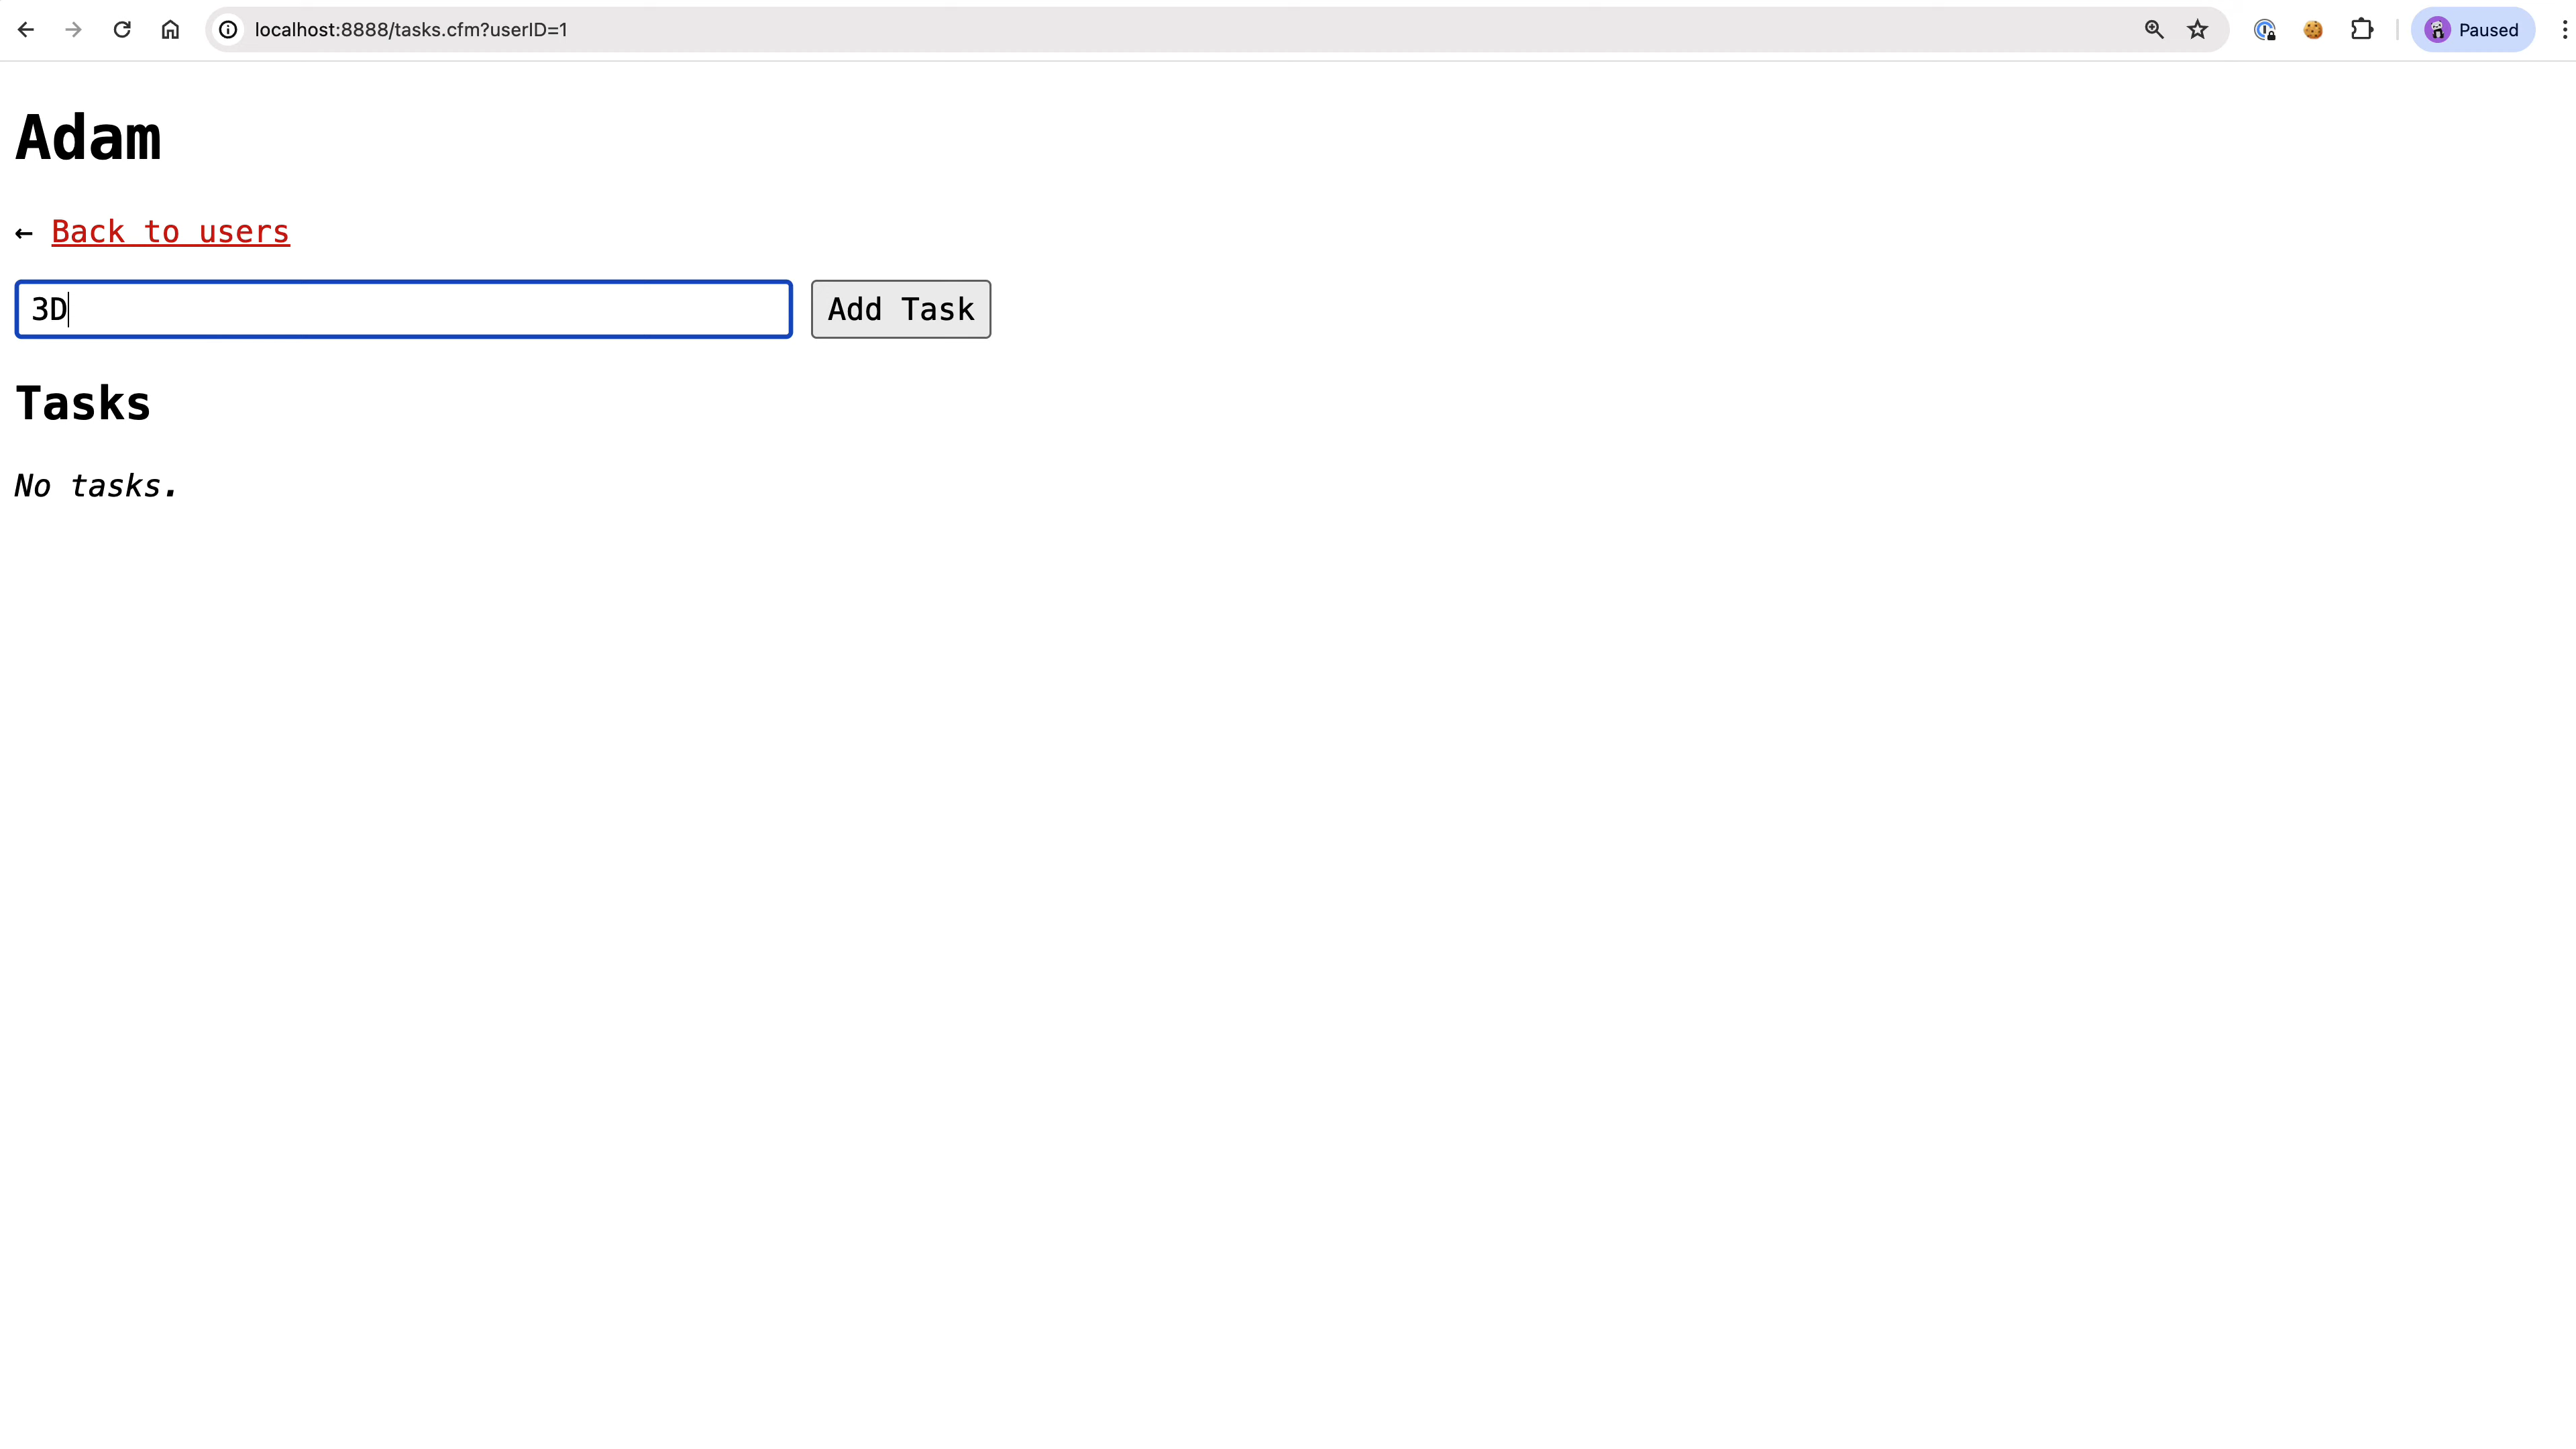 localhost:8888/tasks.cfm?userID=1
Paused
Adam
← Back to users
3D
Add Task
Tasks
No tasks.